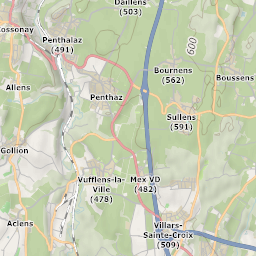 Daillens
(503)
Cossonay
Penthalaz
(491)
600
Bournens
(562)
Boussens
Allens
Penthaz
Sullens
(591)
Gollion
Vufflens-la-
Ville
(478)
Mex VD
(482)
Aclens
Villars-
Sainte-Croix
(509)